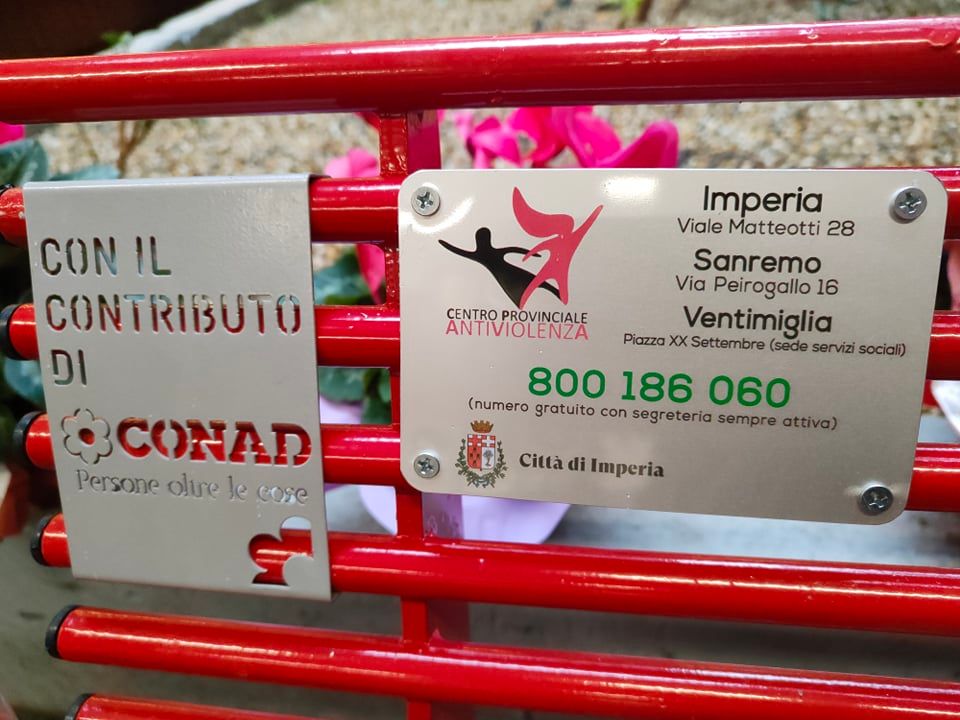 CON IL
CONTRIBUTO
DI
CONAD
Persone oltre le cose
CENTRO PROVINCIALE
ANTIVIOLENZA
Imperia
Viale Matteotti 28
Sanremo
Via Peirogallo 16
Ventimiglia
Piazza XX Settembre (sede servizi sociali)
800 186 060
(numero gratuito con segreteria sempre attiva)
Città di Imperia